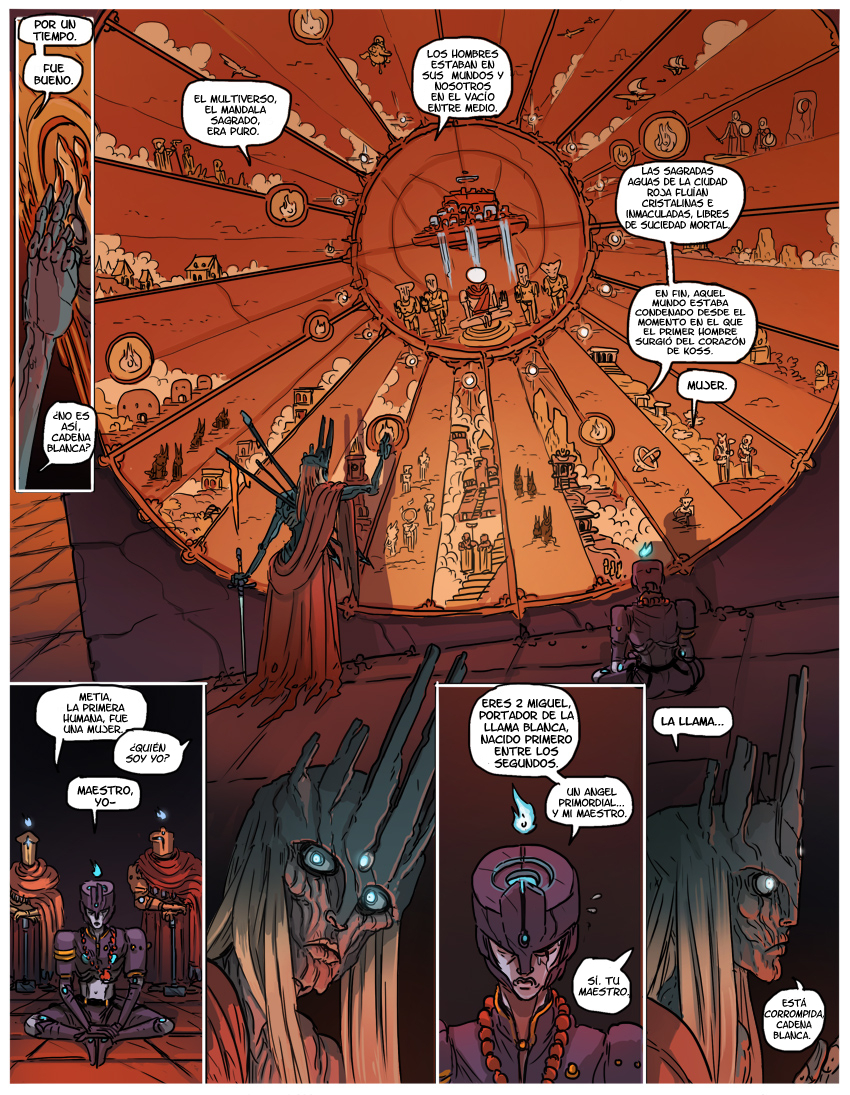 POR UN
TIEMPO.
FUE
BUENO.
¿NO ES
ASÍ,
CADENA
BLANCA?
EL MULTIVERSO,
EL MANDALA
SAGRADO,
ERA PURO.
LOS HOMBRES
ESTABAN EN
SUS MUNDOS Y
NOSOTROS
EN EL VACÍO
ENTRE MEDIO.
LAS SAGRADAS
AGUAS DE LA CIUDAD
ROJA FLUÍAN
CRISTALINAS E
INMACULADAS, LIBRES
DE SUCIEDAD MORTAL.
EN FIN, AQUEL
MUNDO ESTABA
CONDENADO DESDE EL
MOMENTO EN EL QUE
EL PRIMER HOMBRE
SURGIÓ DEL CORAZÓN
DE KOSS.
MUJER.
METIA,
LA PRIMERA
HUMANA, FUE
UNA MUJER.
¿QUIÉN
SOY YO?
MAESTRO,
YO-
ERES 2 MIGUEL,
PORTADOR DE LA
LLAMA BLANCA,
NACIDO PRIMERO
ENTRE LOS
SEGUNDOS.
UN ANGEL
PRIMORDIAL...
Y MI MAESTRO.
SÍ. TU
MAESTRO.
LA LLAMA...
ESTÁ
CORROMPIDA,
CADENA
BLANCA.